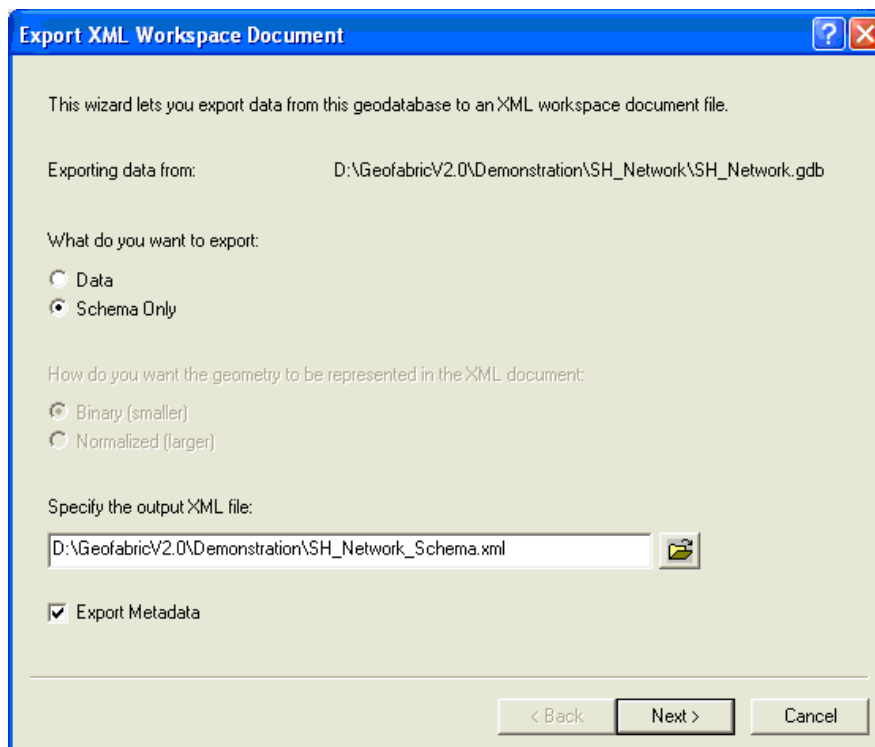 Export XML Workspace Document
This wizard lets you export data from this geodatabase to an XML workspace document file.
Exporting data from: D:\GeofabricV2.0\Demonstration\SH_Network\SH_Network.gdb
What do you want to export:
Data
Schema Only
How do you want the geometry to be represented in the XML document:
Binary (smaller)
Normalized (larger)
Specify the output XML file:
D:\GeofabricV2.0\Demonstration\SH_Network_Schema.xml
Export Metadata
< Back Next > Cancel